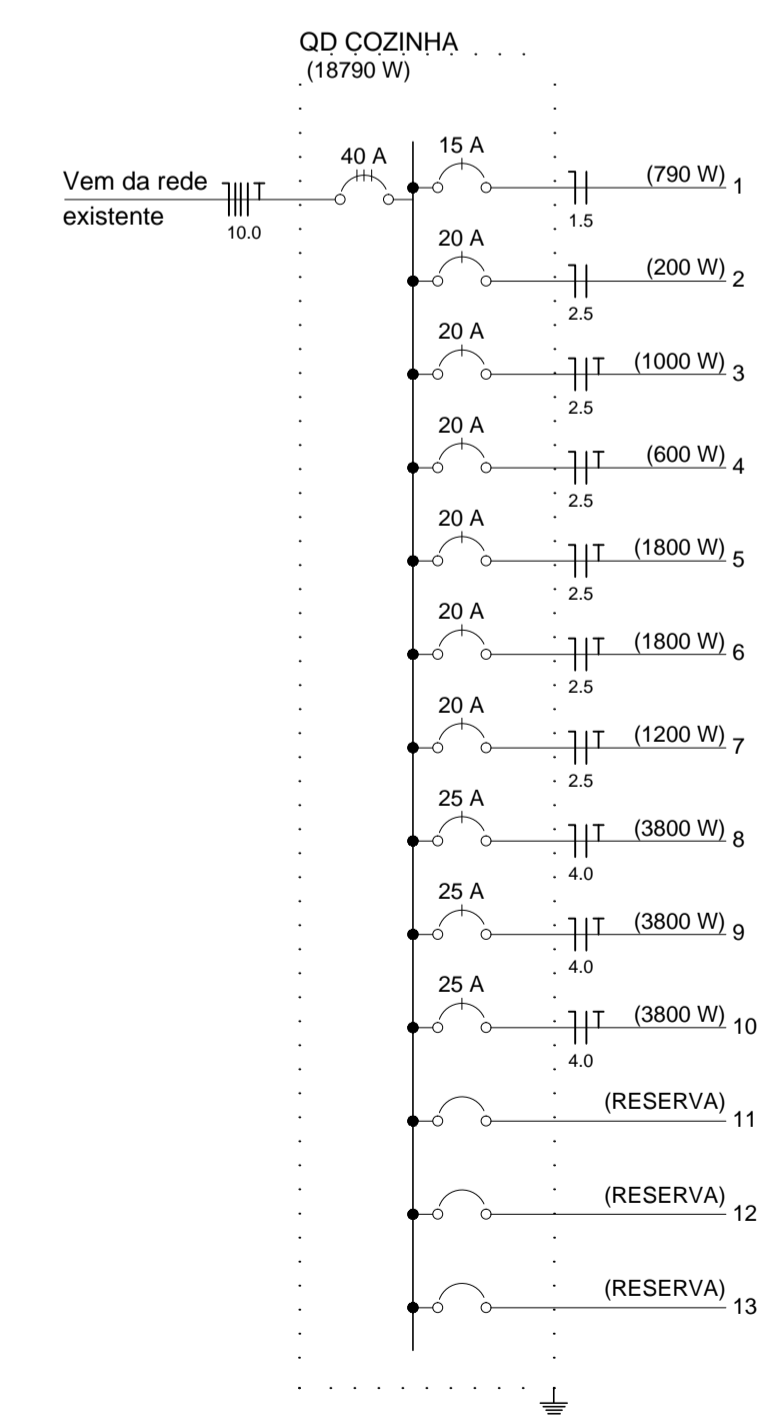 QD COZINHA
(18790 W)
Vem da rede
existente
T
10.0
40 A
15 A
1.5
(790 W)
1
20 A
2.5
(200 W)
2
20 A
T
2.5
(1000 W)
3
20 A
T
2.5
(600 W)
4
20 A
T
2.5
(1800 W)
5
20 A
T
2.5
(1800 W)
6
20 A
T
2.5
(1200 W)
7
25 A
T
4.0
(3800 W)
8
25 A
T
4.0
(3800 W)
9
25 A
T
4.0
(3800 W)
10
(RESERVA)
11
(RESERVA)
12
(RESERVA)
13